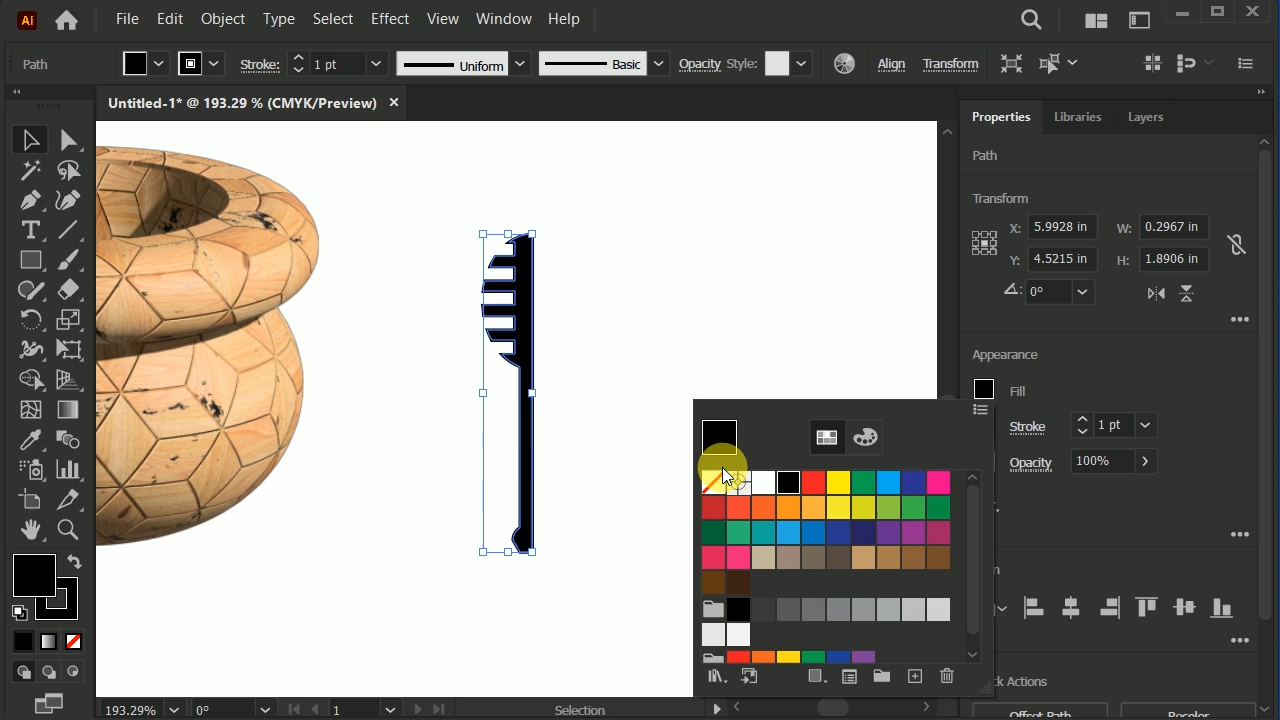 Ai File Edit Object Type Select Effect View Window Help
Path Stroke: 1 pt Uniform Basic Opacity Style: Align Transform
Untitled-1* @ 193.29 % (CMYK/Preview) ×
Properties Libraries Layers
Path
Transform
X: 5.9928 in W: 0.2967 in
Y: 4.5215 in H: 1.8906 in
0°
Appearance
Fill
Stroke 1 pt
Opacity 100%
Offset Path Recolor
193.29% 0° 1 Selection